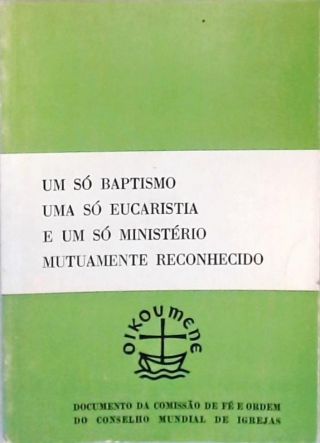 UM SÓ BAPTISMO
UMA SÓ EUCARISTIA
E UM SÓ MINISTÉRIO
MUTUAMENTE RECONHECIDO
OIKOUMENE
DOCUMENTO DA COMISSÃO DE FÉ E ORDEM
DO CONSELHO MUNDIAL DE IGREJAS